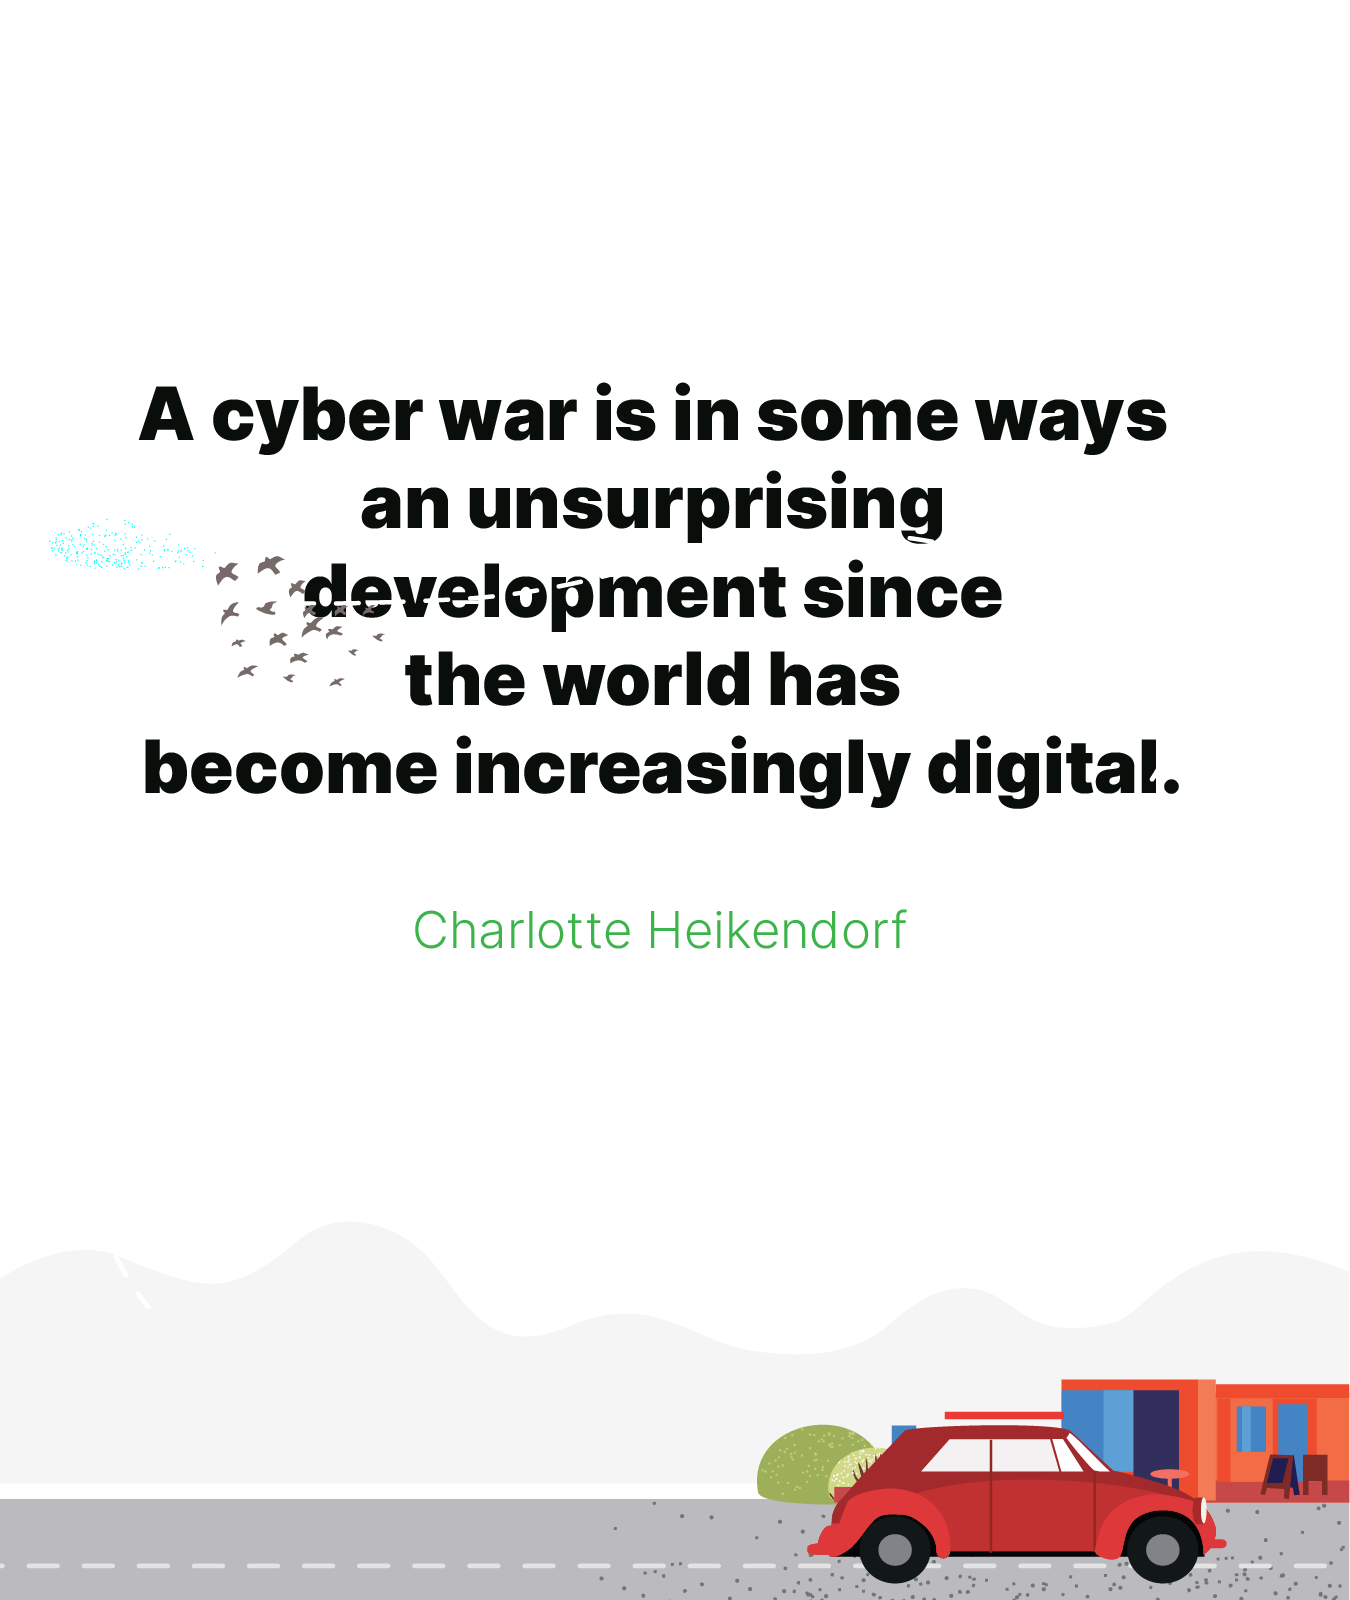 A cyber war is in some ways
an unsurprising
development since
the world has
become increasingly digital.
Charlotte Heikendorf